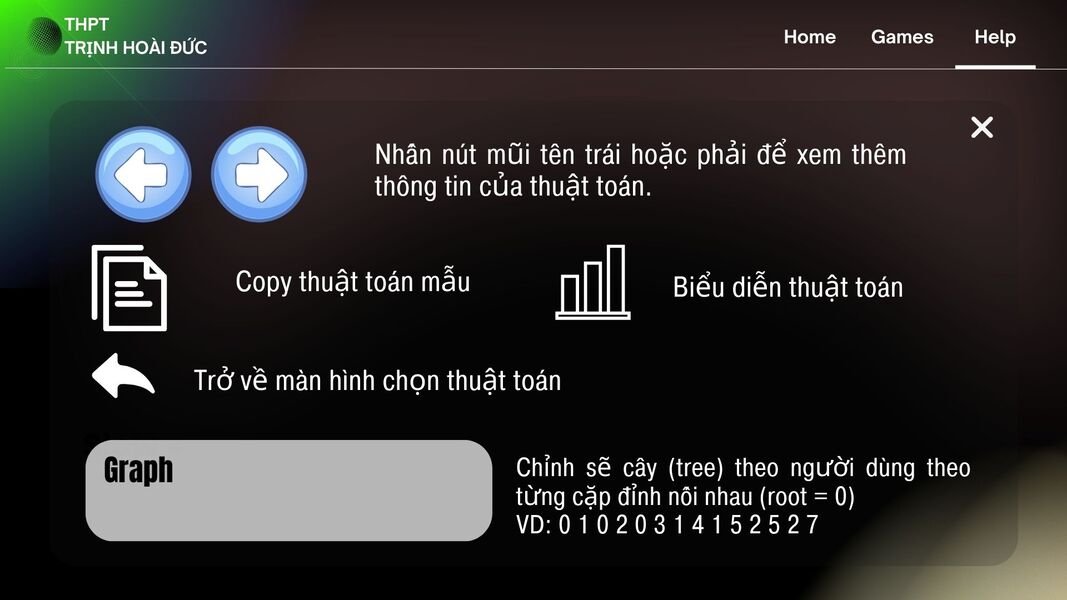 THPT
TRỊNH HOÀI ĐỨC
Home
Games
Help
Nhấn nút mũi tên trái hoặc phải để xem thêm
thông tin của thuật toán.
Copy thuật toán mẫu
Biểu diễn thuật toán
Trở về màn hình chọn thuật toán
Graph
Chỉnh sẽ cây (tree) theo người dùng theo
từng cặp đỉnh nối nhau (root = 0)
VD: 0 1 0 2 0 3 1 4 1 5 2 5 2 7